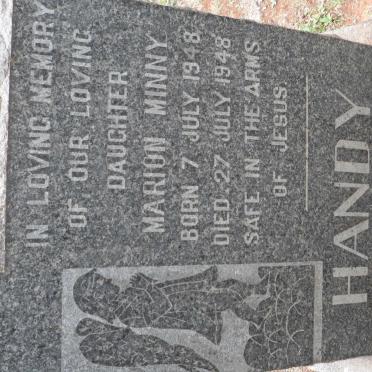 IN LOVING MEMORY
OF OUR LOVING
DAUGHTER
MARION MINNY
BORN 7 JULY 1948
DIED 27 JULY 1948
SAFE IN THE ARMS
OF JESUS
HANDY